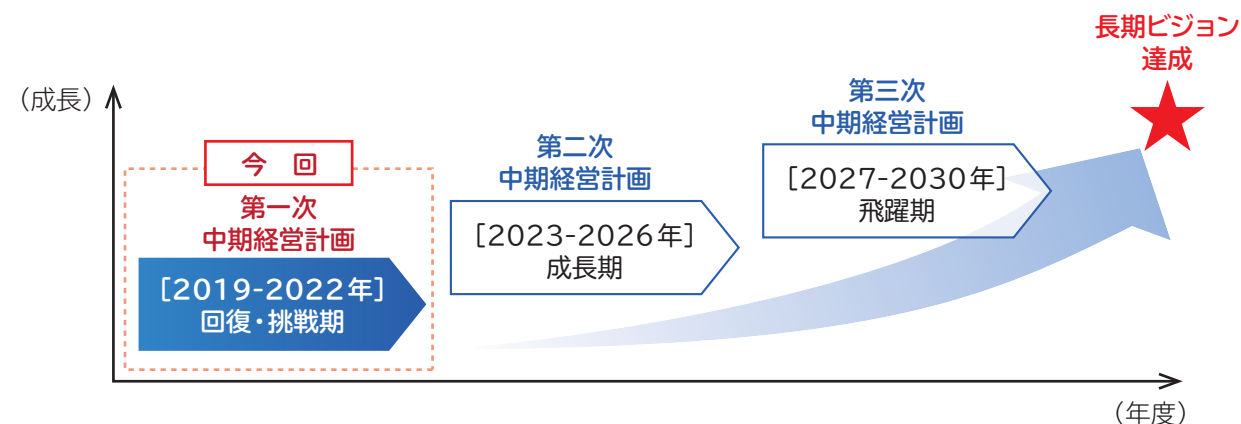 長期ビジョン
達成
（成長）
今 回
第一次
中期経営計画
［2019-2022年］
回復・挑戦期
第二次
中期経営計画
［2023-2026年］
成長期
第三次
中期経営計画
［2027-2030年］
飛躍期
（年度）